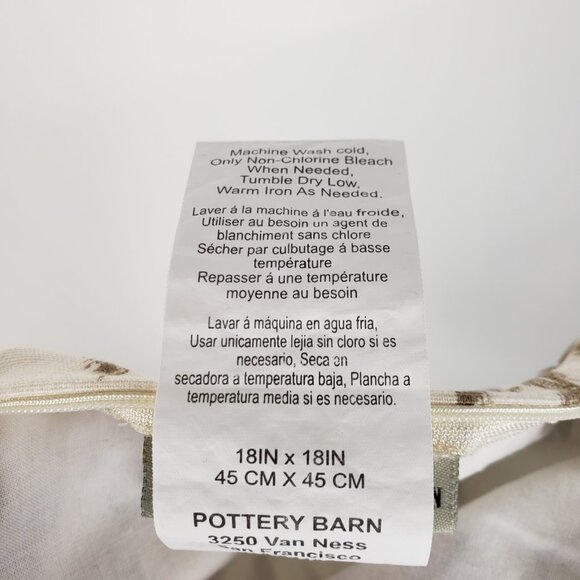 Machine Wash cold,
Only Non-Chlorine Bleach
When Needed,
Tumble Dry Low,
Warm Iron As Needed.
Laver á la machine á l'eau froide,
Utiliser au besoin un agent de
blanchiment sans chlore
Sécher par culbutage á basse
température
Repasser á une température
moyenne au besoin
Lavar á máquina en agua fria,
Usar unicamente lejia sin cloro si es
necesario, Seca en
secadora a temperatura baja, Plancha a
temperatura media si es necesario.
18IN x 18IN
45 CM X 45 CM
POTTERY BARN
3250 Van Ness
San Francisco